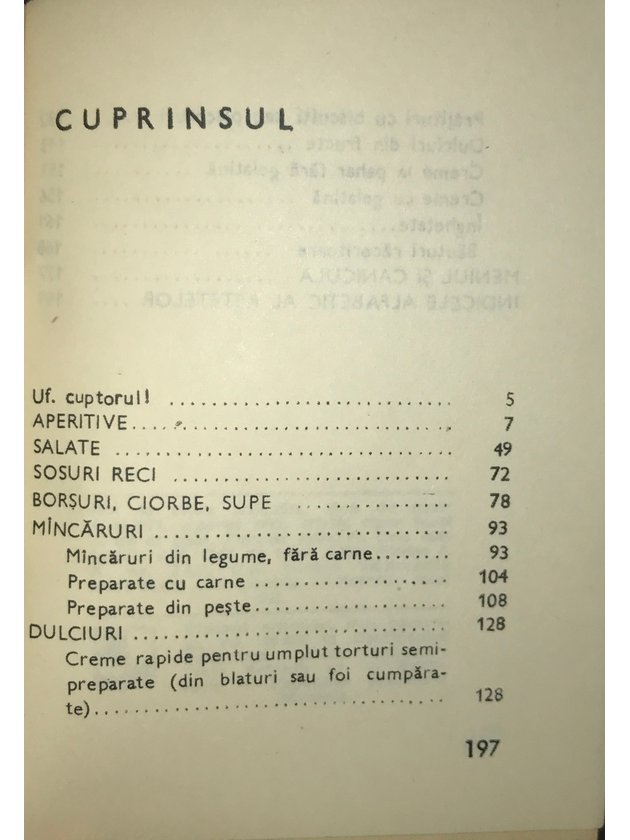 CUPRINSUL
Uf. cuptorul! .............................. 5
APERITIVE.............................. 7
SALATE .............................. 49
SOSURI RECI .............................. 72
BORȘURI, CIORBE, SUPE ................ 78
MÎNCĂRURI .............................. 93
Mîncăruri din legume, fără carne........ 93
Preparate cu carne .................... 104
Preparate din pește.................... 108
DULCIURI .............................. 128
Creme rapide pentru umplut torturi semi-
preparate (din blaturi sau foi cumpăra-
te).............................. 128
197